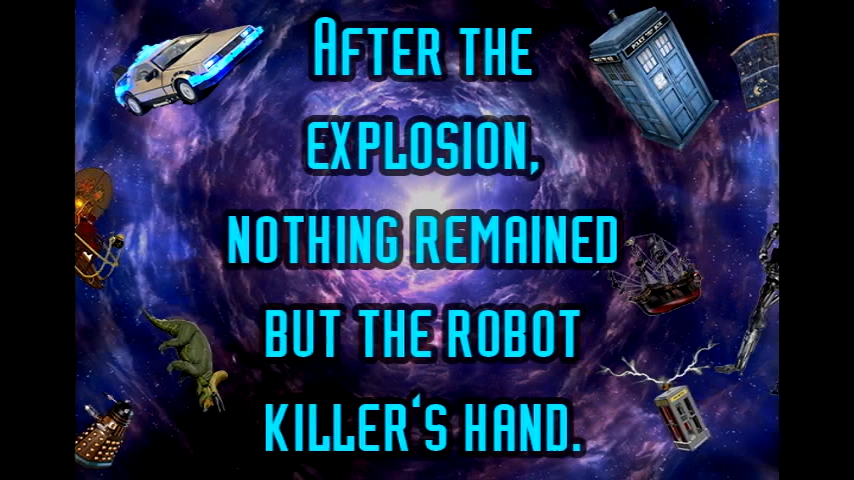 After the
explosion,
nothing remained
but the robot
killer's hand.